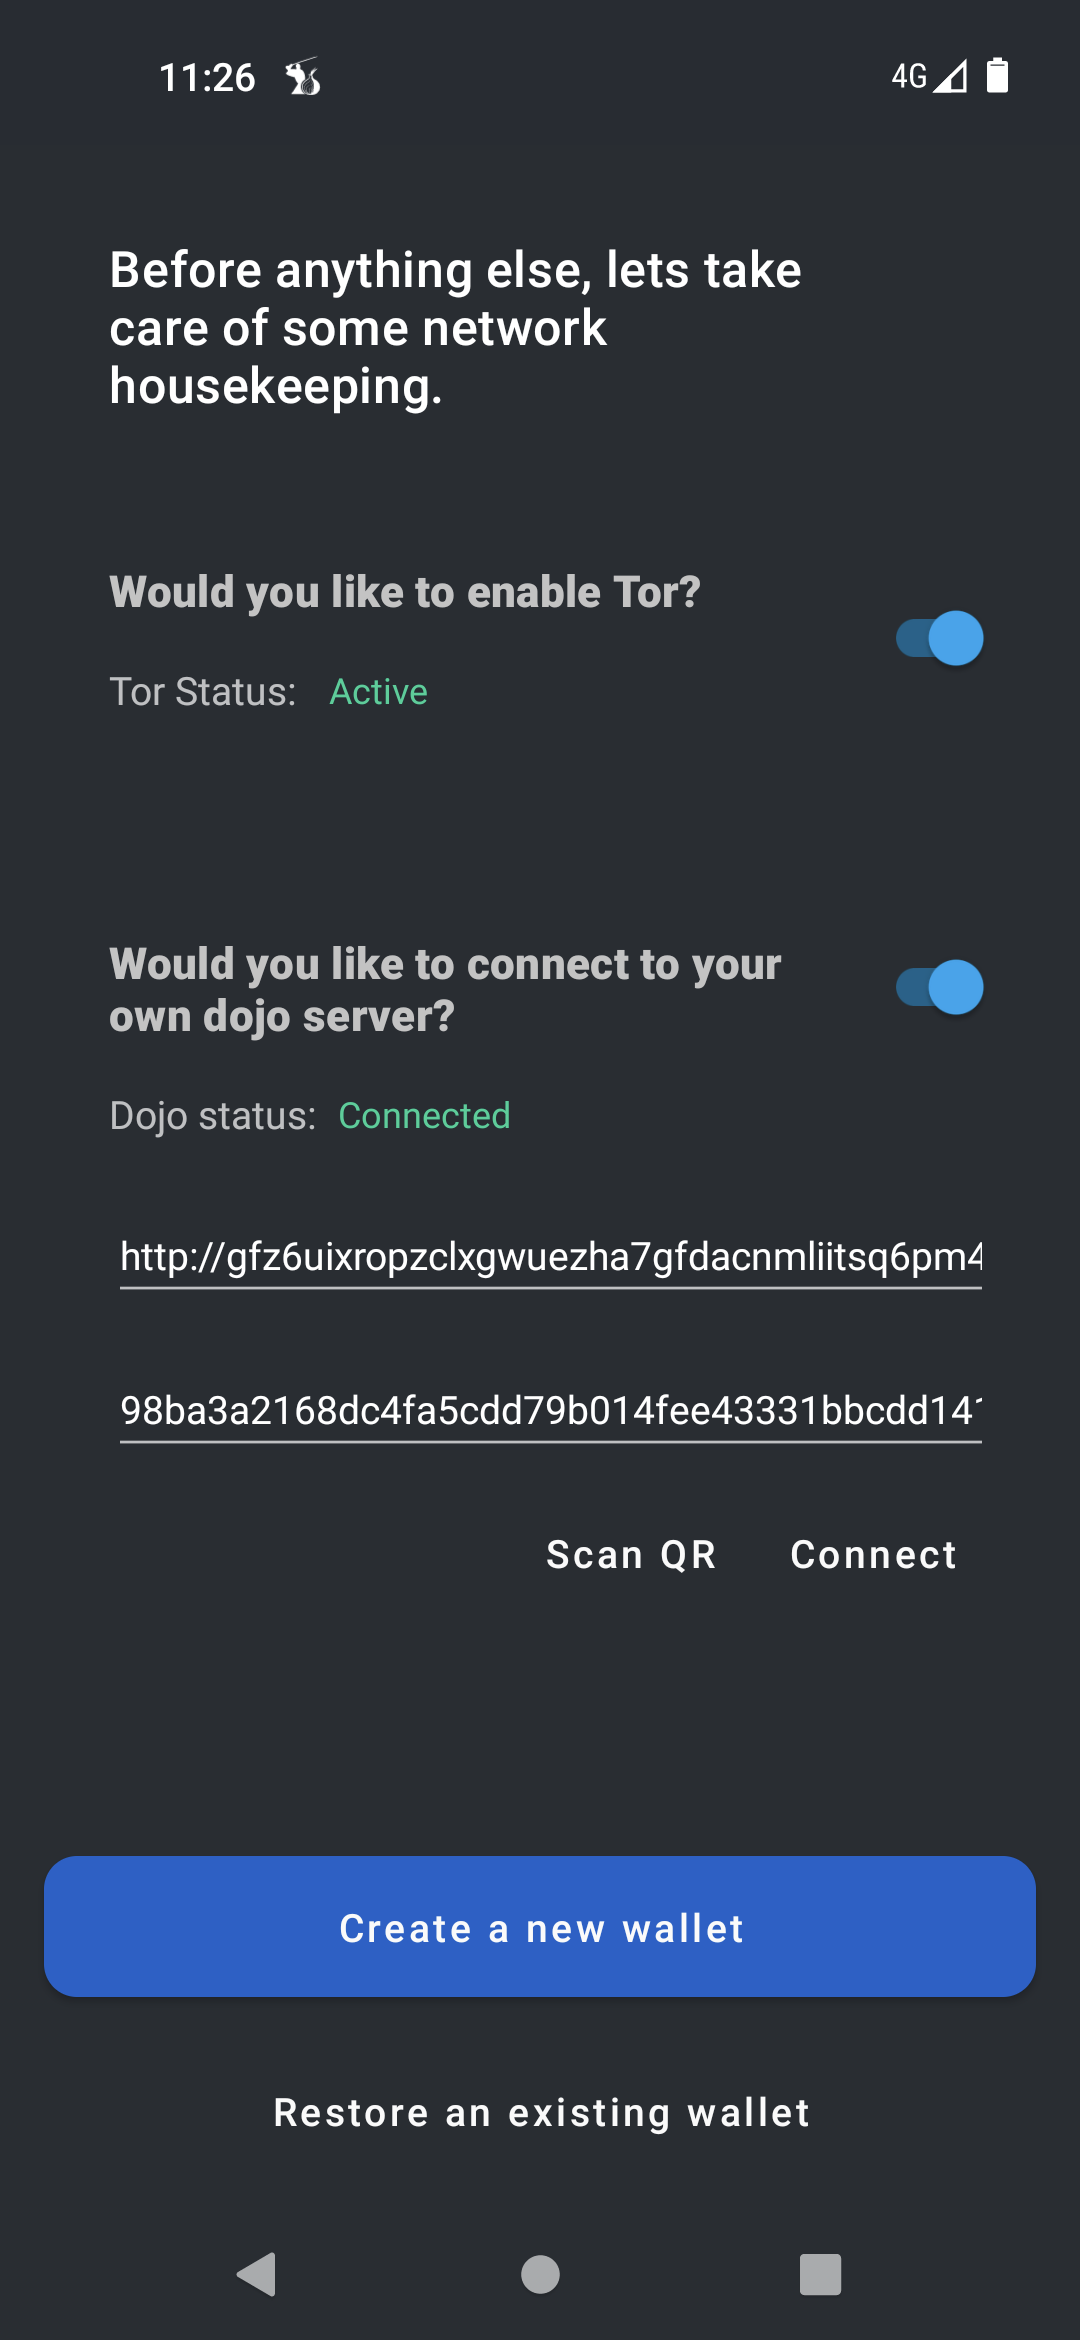 11:26
4G
Before anything else, lets take
care of some network
housekeeping.
Would you like to enable Tor?
Tor Status: Active
Would you like to connect to your
own dojo server?
Dojo status: Connected
http://gfz6uixropzclxgwuezha7gfdacnmliitsq6pm4
98ba3a2168dc4fa5cdd79b014fee43331bbcdd141
Scan QR Connect
Create a new wallet
Restore an existing wallet